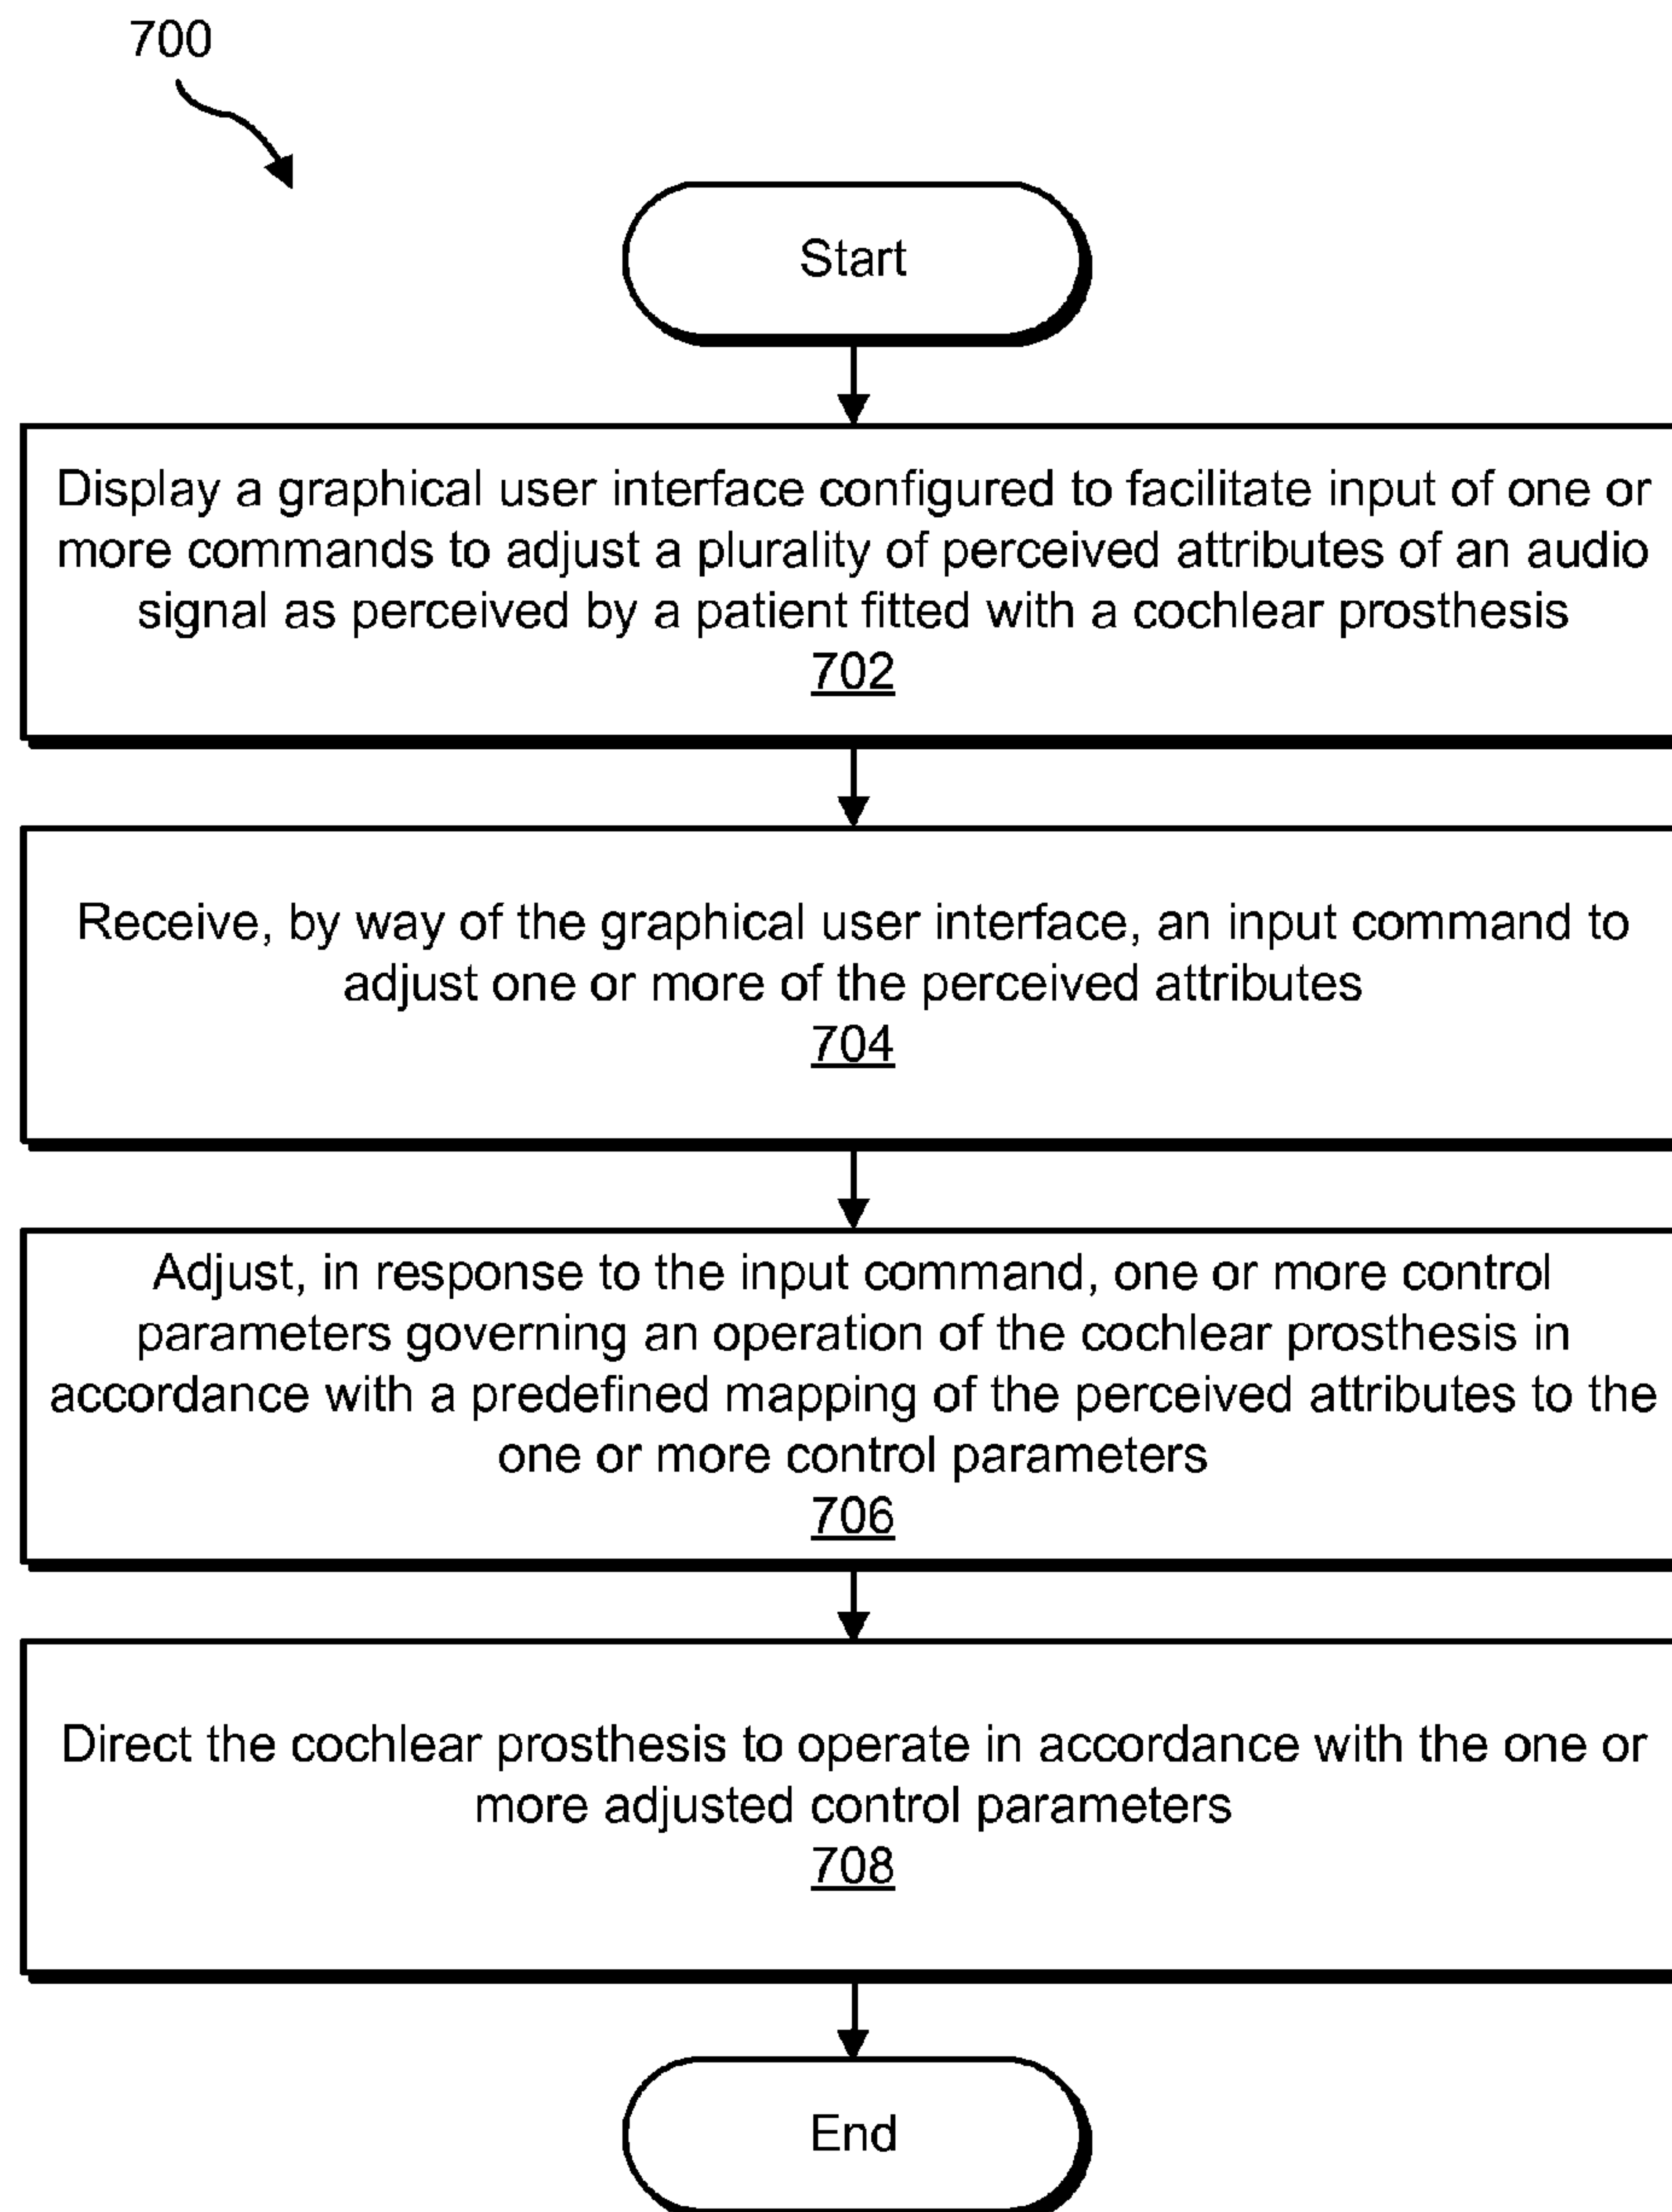 700
Start
Display a graphical user interface configured to facilitate input of one or
more commands to adjust a plurality of perceived attributes of an audio
signal as perceived by a patient fitted with a cochlear prosthesis
702
Receive, by way of the graphical user interface, an input command to
adjust one or more of the perceived attributes
704
Adjust, in response to the input command, one or more control
parameters governing an operation of the cochlear prosthesis in
accordance with a predefined mapping of the perceived attributes to the
one or more control parameters
706
Direct the cochlear prosthesis to operate in accordance with the one or
more adjusted control parameters
708
End